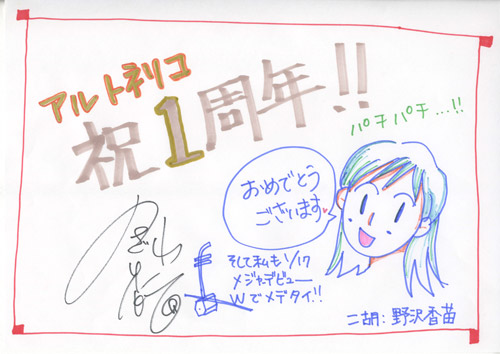 アルトネリコ
祝1周年!!
パチパチ…!!
おめでとう
ございます
そして私も1/17
メジャーデビュー
Wでメデタイ!!
二胡:野沢香苗